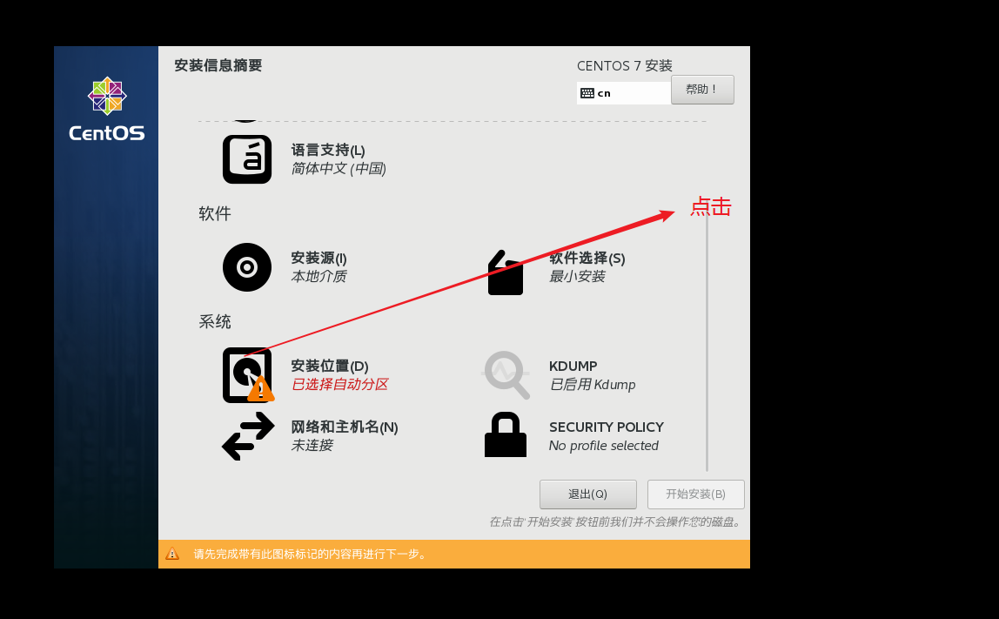 安装信息摘要
CENTOS 7 安装
cn
帮助！
CentOS
语言支持(L)
简体中文 (中国)
点击
软件
安装源(I)
本地介质
软件选择(S)
最小安装
系统
安装位置(D)
已选择自动分区
KDUMP
已启用 Kdump
网络和主机名(N)
未连接
SECURITY POLICY
No profile selected
退出(Q)
开始安装(B)
在点击'开始安装'按钮前我们并不会操作您的磁盘。
请先完成带有此图标标记的内容再进行下一步。